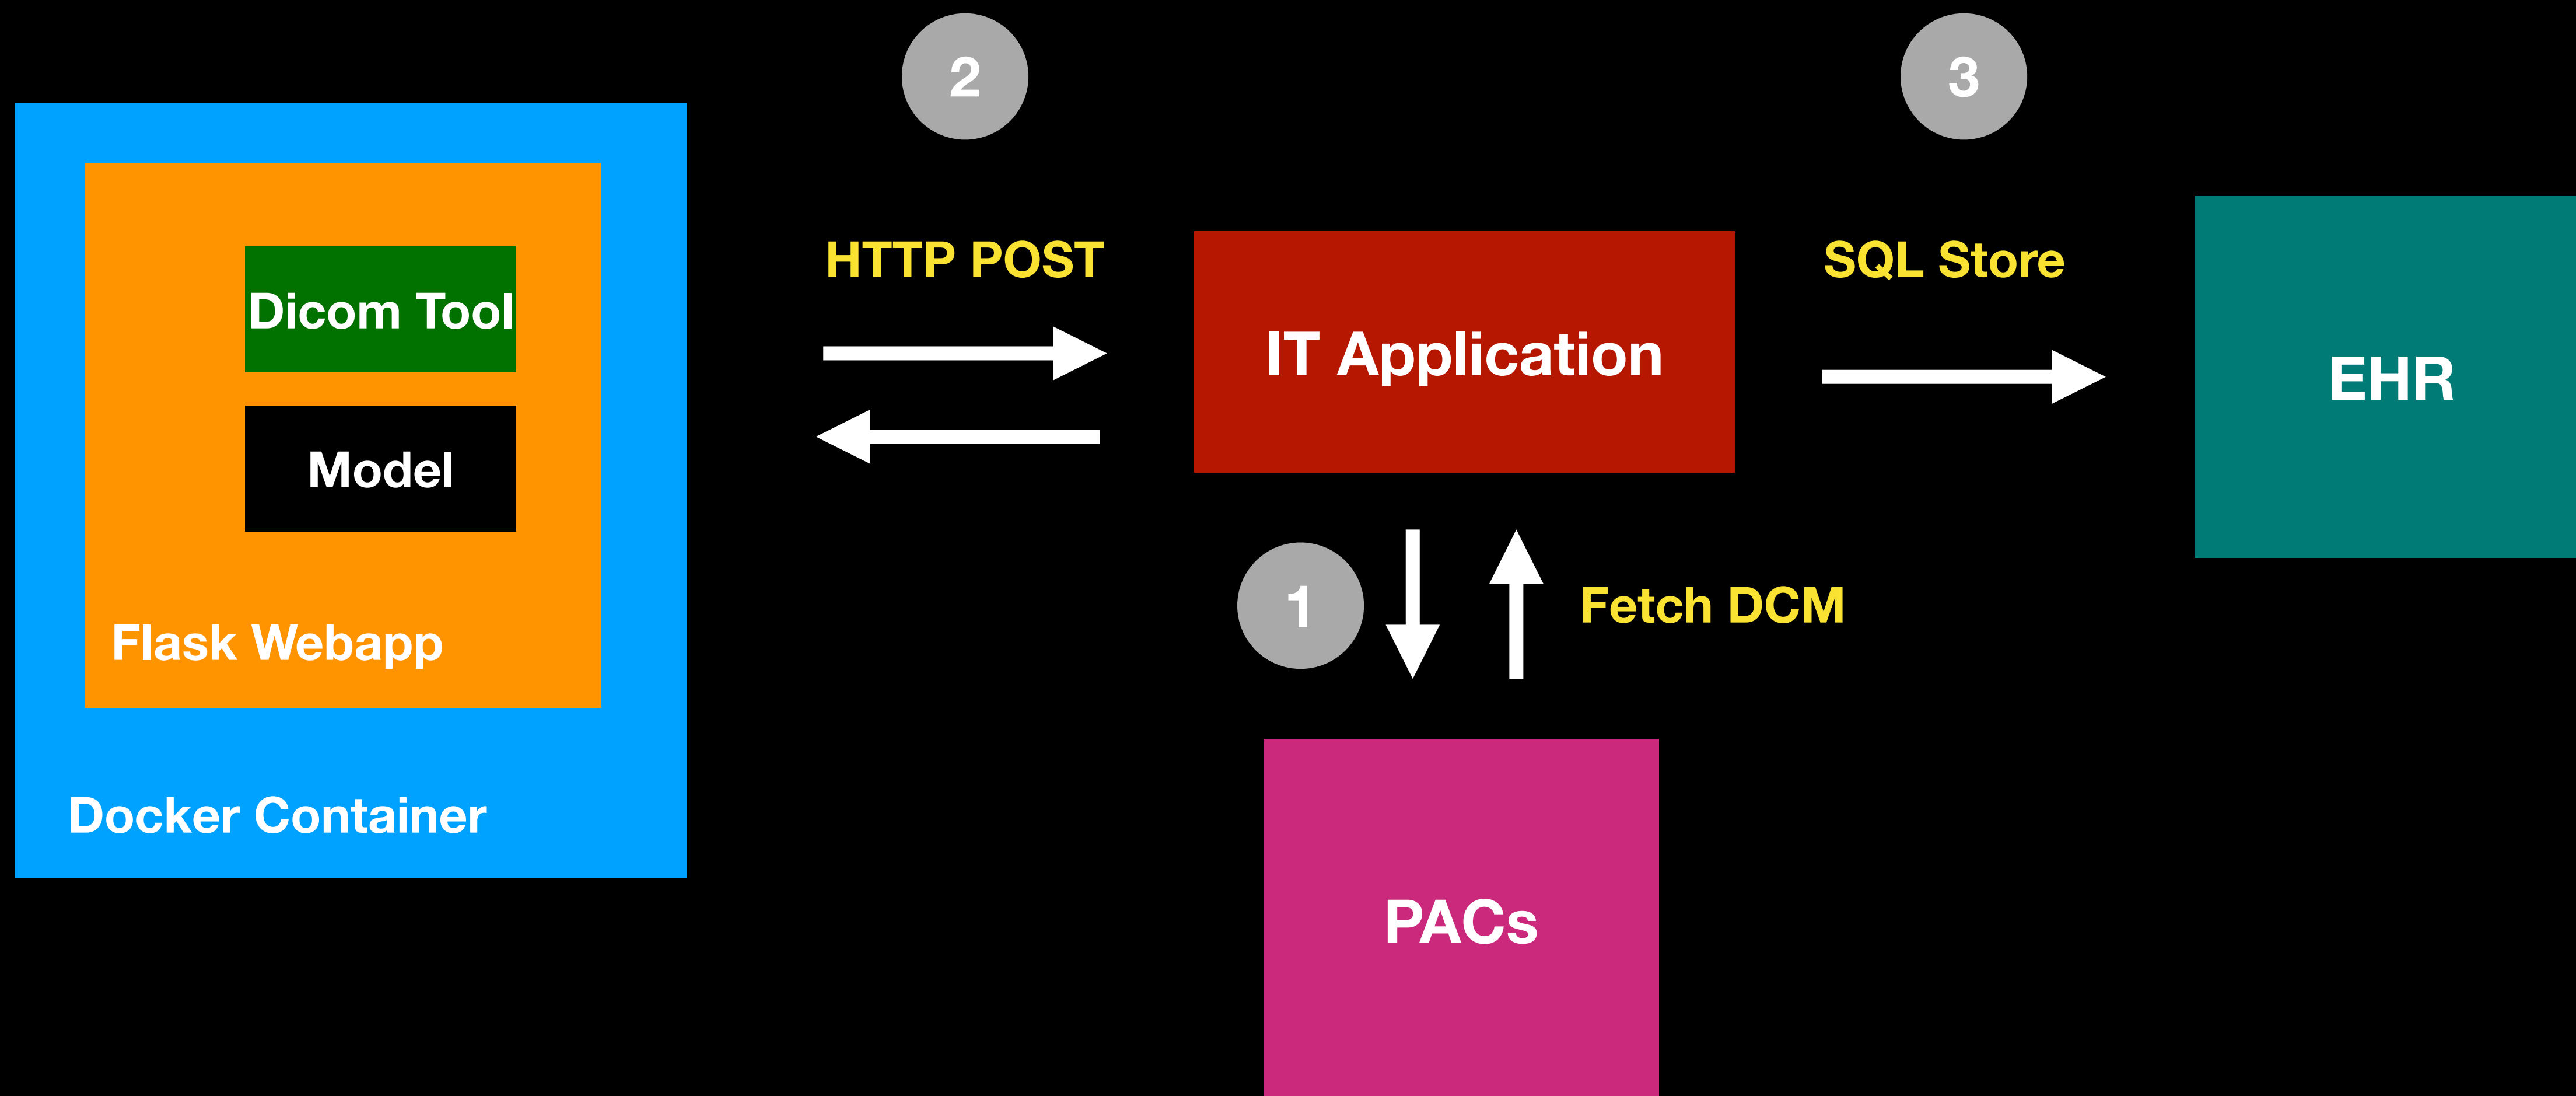 2
3
HTTP POST
SQL Store
Dicom Tool
IT Application
EHR
Model
1
Fetch DCM
Flask Webapp
Docker Container
PACs